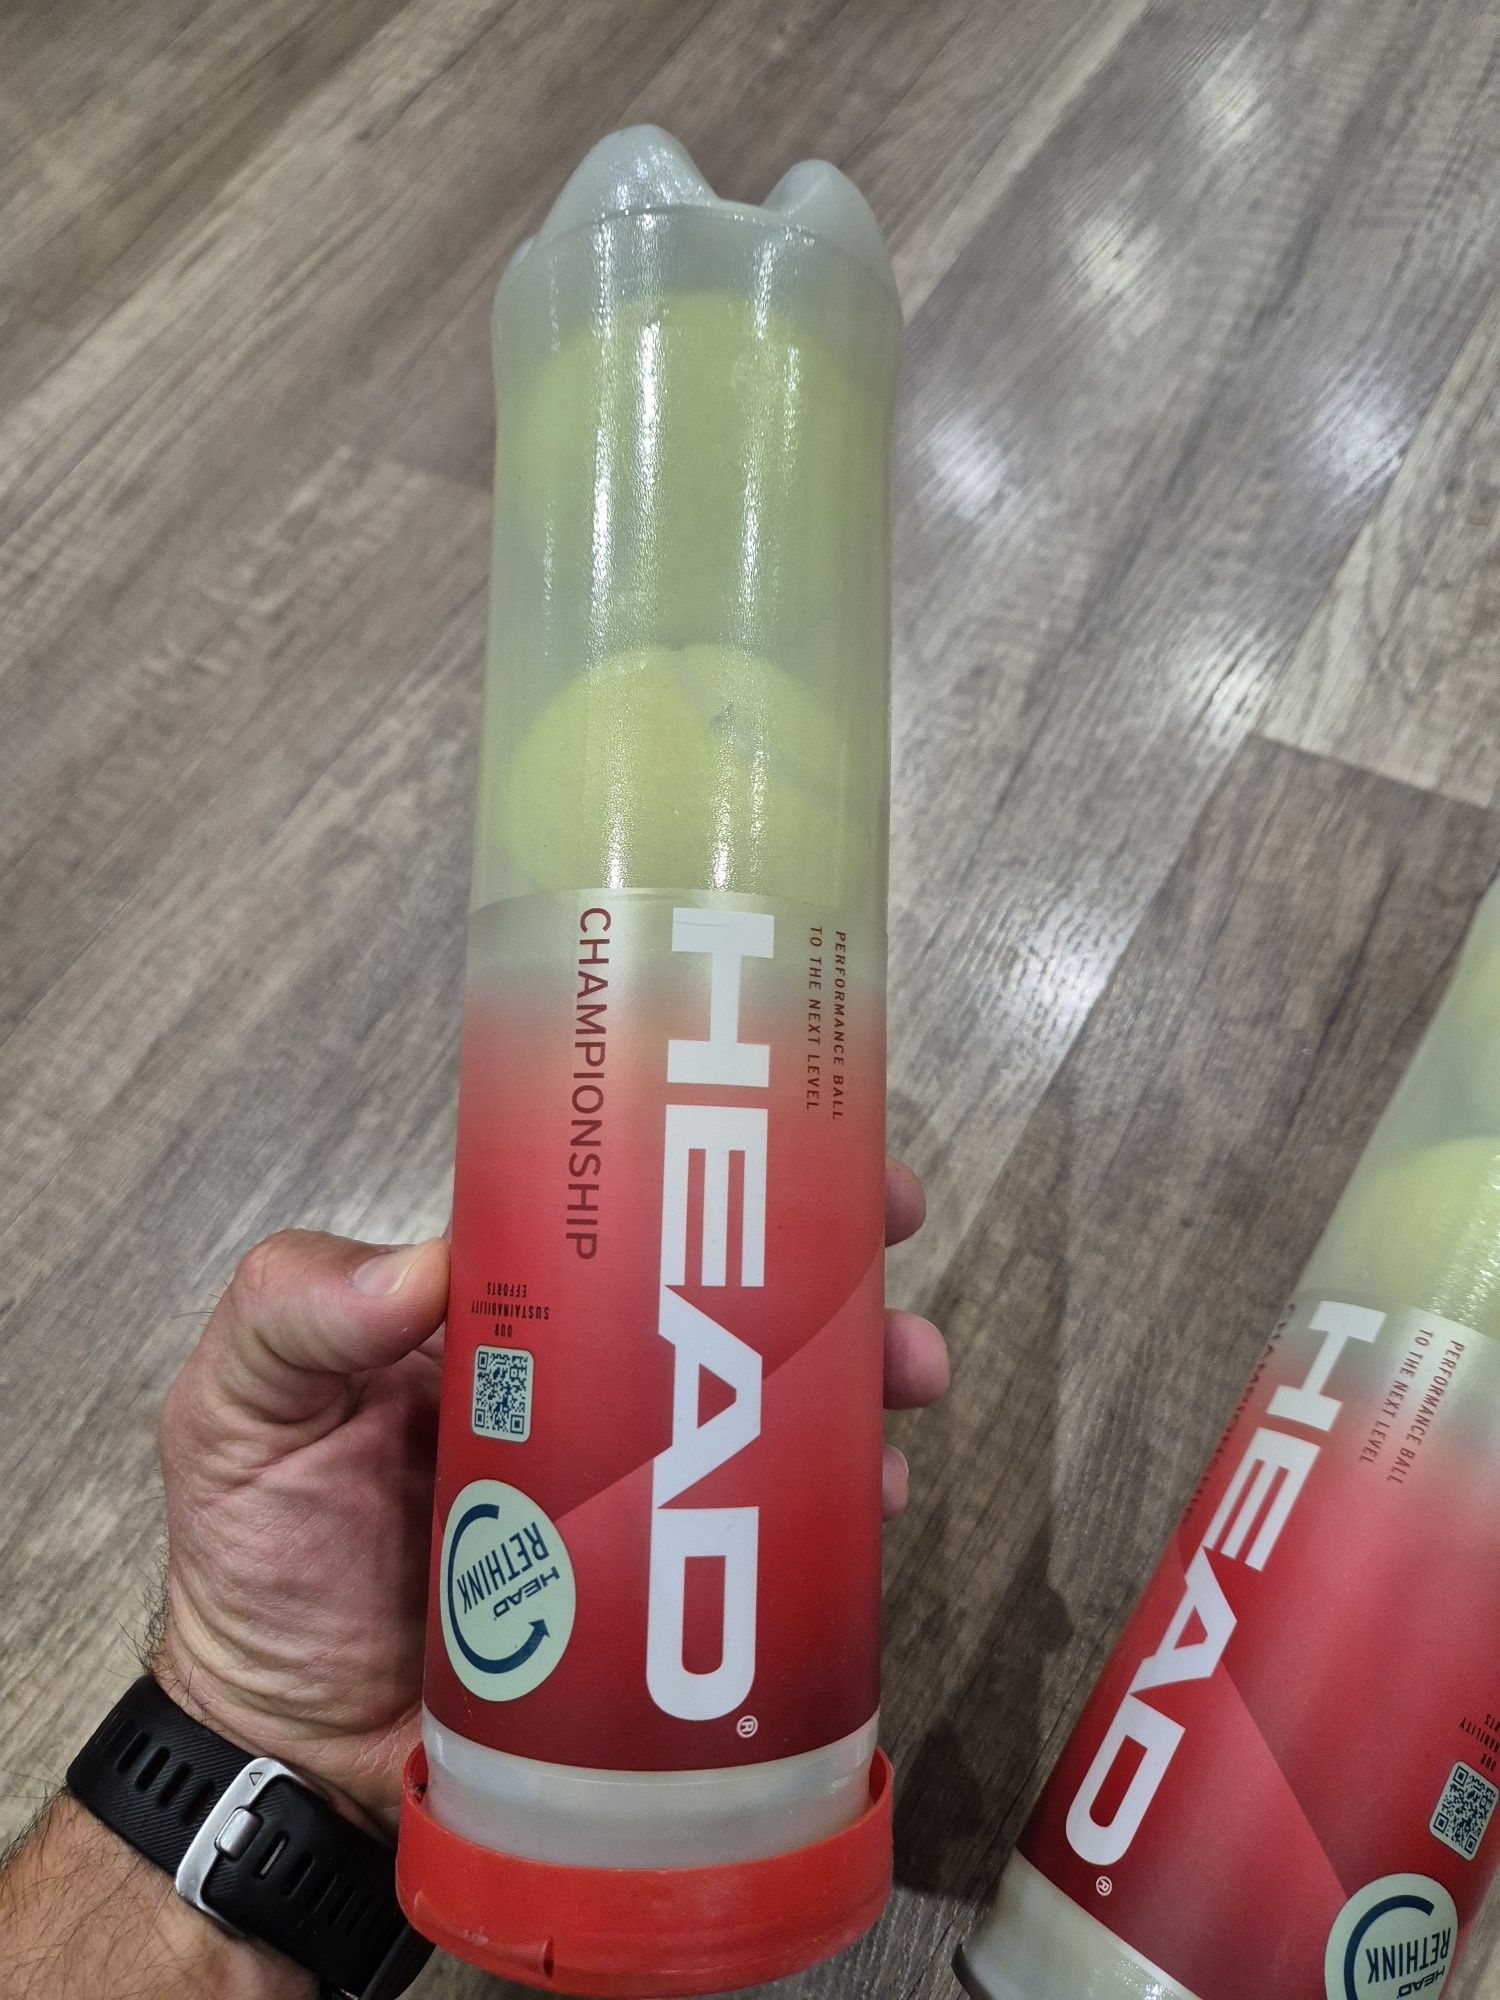 PERFORMANCE BALL
TO THE NEXT LEVEL
HEAD®
CHAMPIONSHIP
OUR
SUSTAINABILITY
EFFORTS
HEAD
RETHINK
PERFORMANCE BALL
TO THE NEXT LEVEL
HEAD®
OUR
HEAD
RETHINK